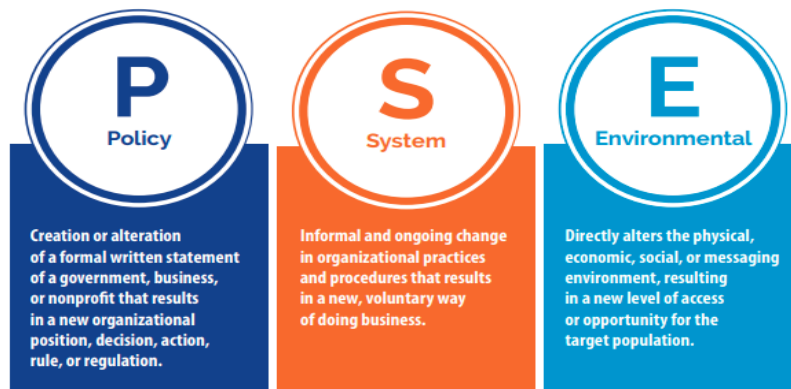 P
Policy
Creation or alteration
of a formal written statement
of a government, business,
or nonprofit that results
in a new organizational
position, decision, action,
rule, or regulation.
S
System
Informal and ongoing change
in organizational practices
and procedures that results
in a new, voluntary way
of doing business.
E
Environmental
Directly alters the physical,
economic, social, or messaging
environment, resulting
in a new level of access
or opportunity for the
target population.